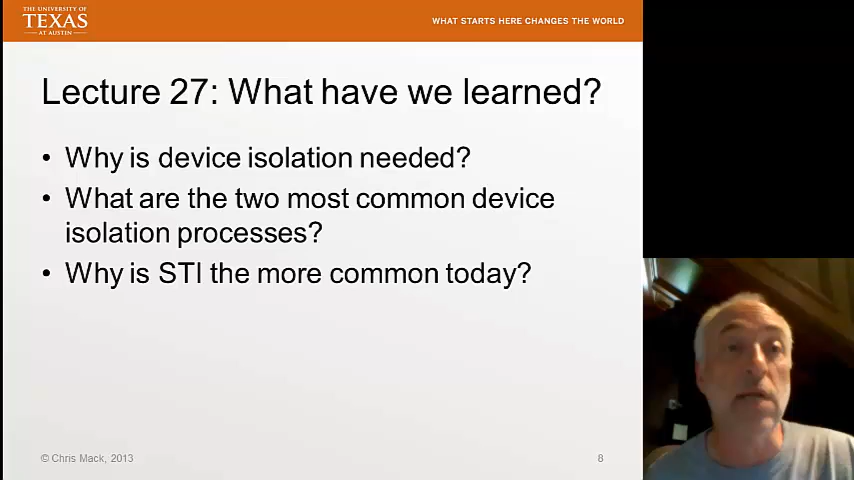 THE UNIVERSITY OF
TEXAS
AT AUSTIN
WHAT STARTS HERE CHANGES THE WORLD
Lecture 27: What have we learned?
• Why is device isolation needed?
• What are the two most common device
isolation processes?
• Why is STI the more common today?
© Chris Mack, 2013
8